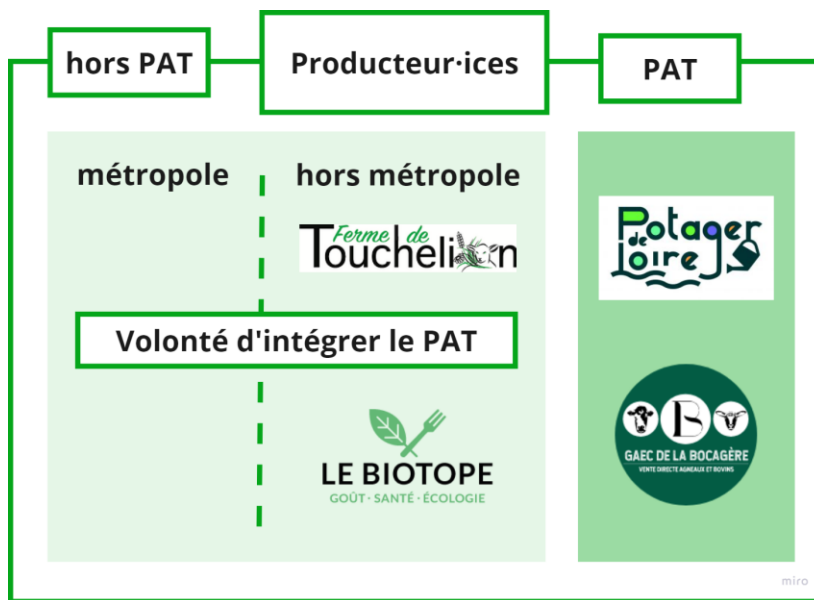 hors PAT
Producteur·ices
PAT
métropole
hors métropole
Ferme de
Touchelion
Potager
de
Loire
Volonté d'intégrer le PAT
LE BIOTOPE
GOÛT · SANTÉ · ÉCOLOGIE
B
GAEC DE LA BOCAGÈRE
VENTE DIRECTE AGNEAUX ET BOVINS
miro